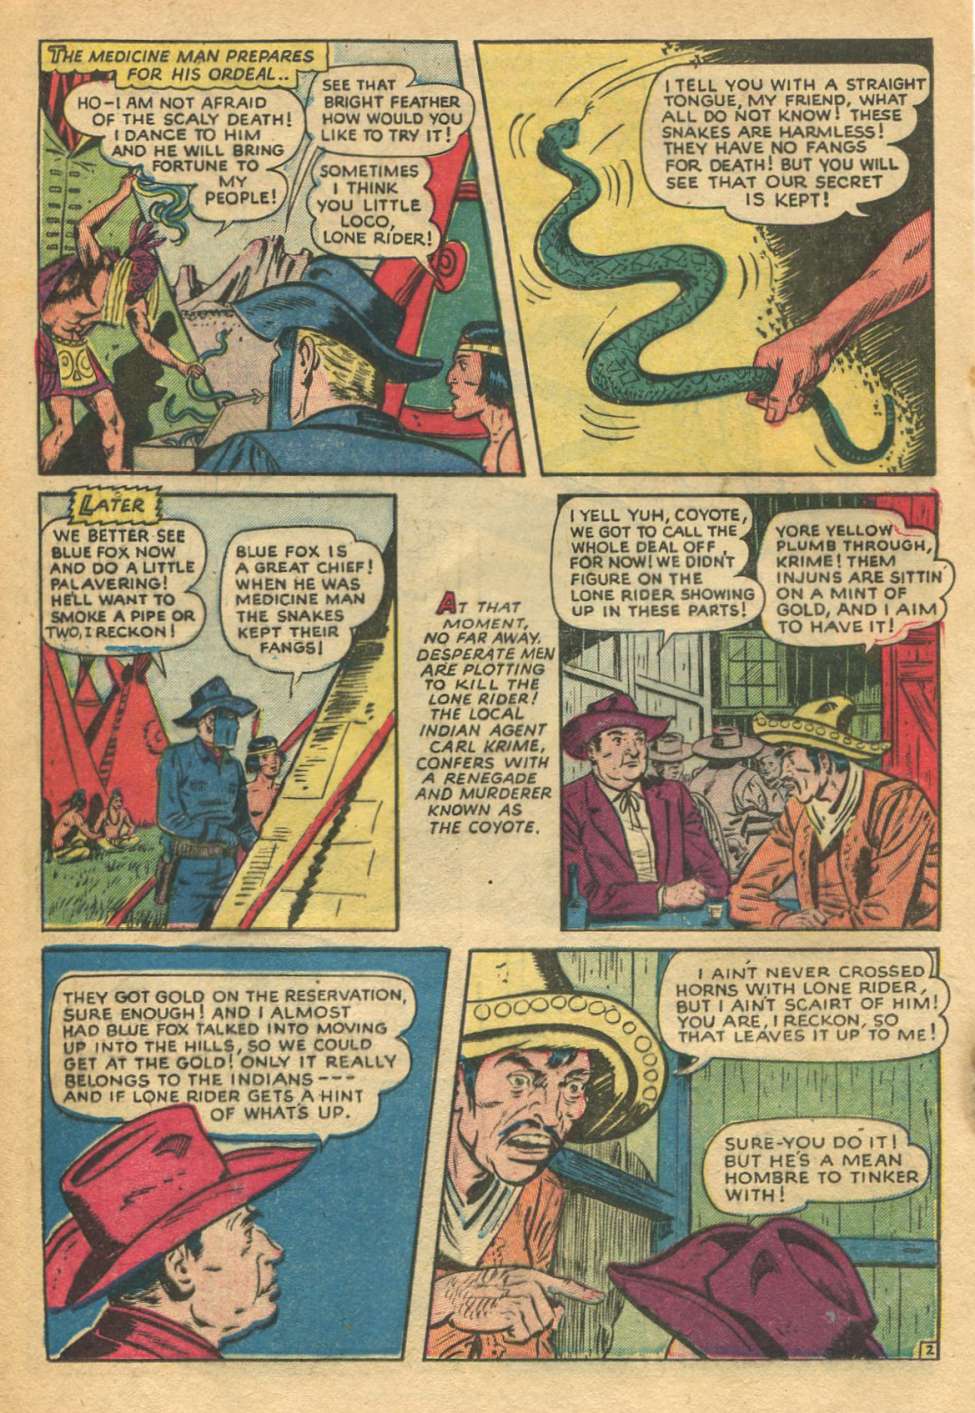 THE MEDICINE MAN PREPARES
FOR HIS ORDEAL..
HO-I AM NOT AFRAID
OF THE SCALY DEATH!
I DANCE TO HIM
AND HE WILL BRING
FORTUNE TO
MY
PEOPLE!
SEE THAT
BRIGHT FEATHER
HOW WOULD YOU
LIKE TO TRY IT!
SOMETIMES
I THINK
YOU LITTLE
LOCO,
LONE RIDER!
I TELL YOU WITH A STRAIGHT
TONGUE, MY FRIEND, WHAT
ALL DO NOT KNOW! THESE
SNAKES ARE HARMLESS!
THEY HAVE NO FANGS
FOR DEATH! BUT YOU WILL
SEE THAT OUR SECRET
IS KEPT!
LATER
WE BETTER SEE
BLUE FOX NOW
AND DO A LITTLE
PALAVERING!
HE'LL WANT TO
SMOKE A PIPE OR
TWO, I RECKON!
BLUE FOX IS
A GREAT CHIEF!
WHEN HE WAS
MEDICINE MAN
THE SNAKES
KEPT THEIR
FANGS!
AT THAT
MOMENT,
NO FAR AWAY,
DESPERATE MEN
ARE PLOTTING
TO KILL THE
LONE RIDER!
THE LOCAL
INDIAN AGENT
CARL KRIME,
CONFERS WITH
A RENEGADE
AND MURDERER
KNOWN AS
THE COYOTE.
I YELL YUH, COYOTE,
WE GOT TO CALL THE
WHOLE DEAL OFF,
FOR NOW! WE DIDN'T
FIGURE ON THE
LONE RIDER SHOWING
UP IN THESE PARTS!
YORE YELLOW
PLUMB THROUGH,
KRIME! THEM
INJUNS ARE SITTIN'
ON A MINT OF
GOLD, AND I AIM
TO HAVE IT!
THEY GOT GOLD ON THE RESERVATION,
SURE ENOUGH! AND I ALMOST
HAD BLUE FOX TALKED INTO MOVING
UP INTO THE HILLS, SO WE COULD
GET AT THE GOLD! ONLY IT REALLY
BELONGS TO THE INDIANS----
AND IF LONE RIDER GETS A HINT
OF WHAT'S UP.
I AIN'T NEVER CROSSED
HORNS WITH LONE RIDER,
BUT I AIN'T SCAIRT OF HIM!
YOU ARE, I RECKON, SO
THAT LEAVES IT UP TO ME!
SURE-YOU DO IT!
BUT HE'S A MEAN
HOMBRE TO TINKER
WITH!
2